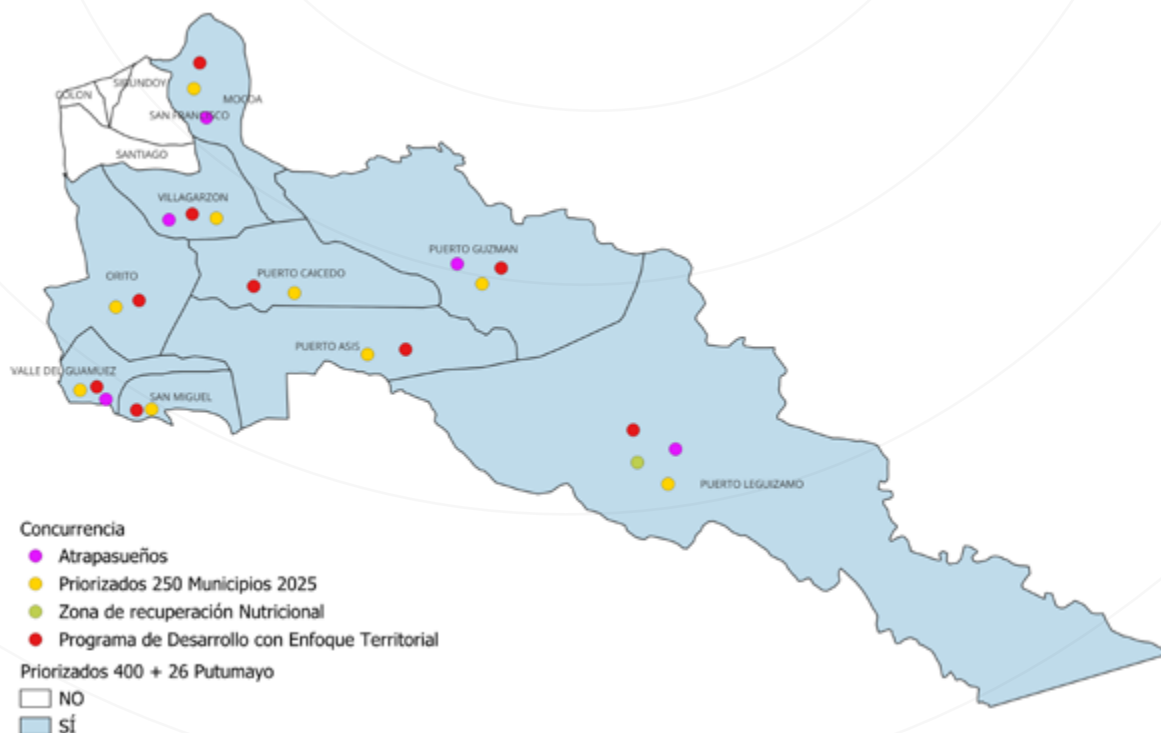 SIBUNDOY
COLON
MOCOA
SAN FRANCISCO
SANTIAGO
VILLAGARZON
PUERTO GUZMAN
ORITO
PUERTO CAICEDO
PUERTO ASIS
VALLE DEL GUAMUEZ
SAN MIGUEL
PUERTO LEGUIZAMO
Concurrencia
Atrapasueños
Priorizados 250 Municipios 2025
Zona de recuperación Nutricional
Programa de Desarrollo con Enfoque Territorial
Priorizados 400 + 26 Putumayo
NO
SÍ